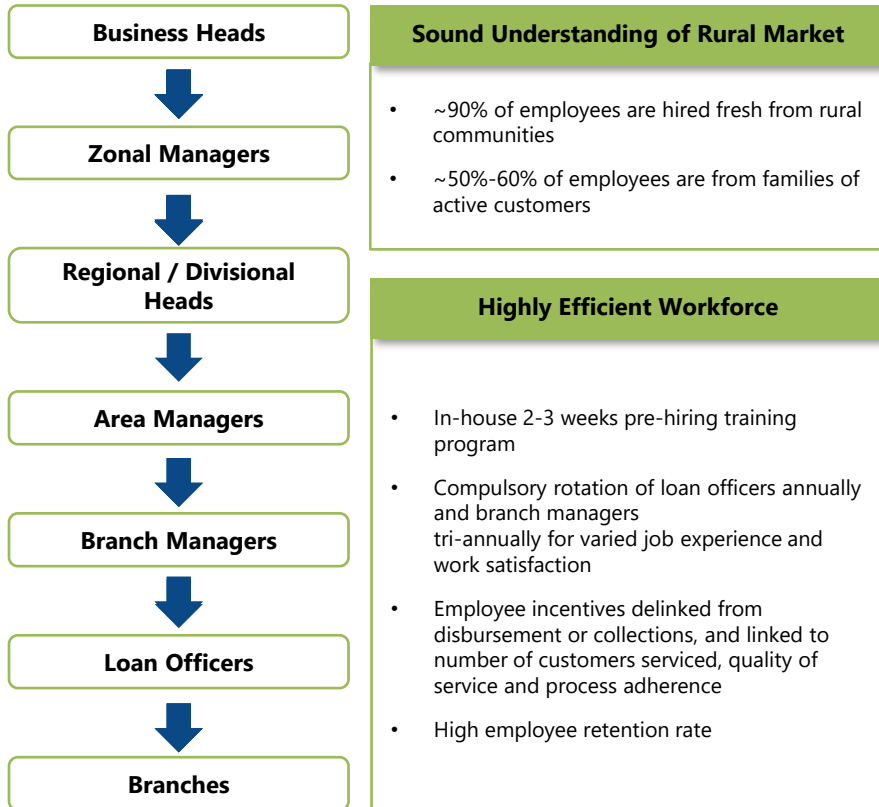 Business Heads
Zonal Managers
Regional / Divisional
Heads
Area Managers
Branch Managers
Loan Officers
Branches
Sound Understanding of Rural Market
• ~90% of employees are hired fresh from rural
communities
• ~50%-60% of employees are from families of
active customers
Highly Efficient Workforce
• In-house 2-3 weeks pre-hiring training
program
• Compulsory rotation of loan officers annually
and branch managers
tri-annually for varied job experience and
work satisfaction
• Employee incentives delinked from
disbursement or collections, and linked to
number of customers serviced, quality of
service and process adherence
• High employee retention rate